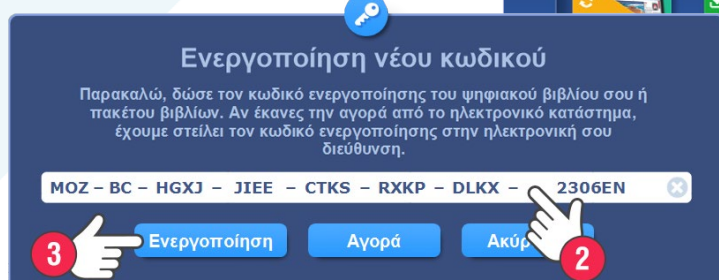 Ενεργοποίηση νέου κωδικού
Παρακαλώ, δώσε τον κωδικό ενεργοποίησης του ψηφιακού βιβλίου σου ή
πακέτου βιβλίων. Αν έκανες την αγορά από το ηλεκτρονικό κατάστημα,
έχουμε στείλει τον κωδικό ενεργοποίησης στην ηλεκτρονική σου
διεύθυνση.
MOZ – BC – HGXJ – JIEE – CTKS – RXKP – DLKX – 2306EN
3 Ενεργοποίηση Αγορά 2